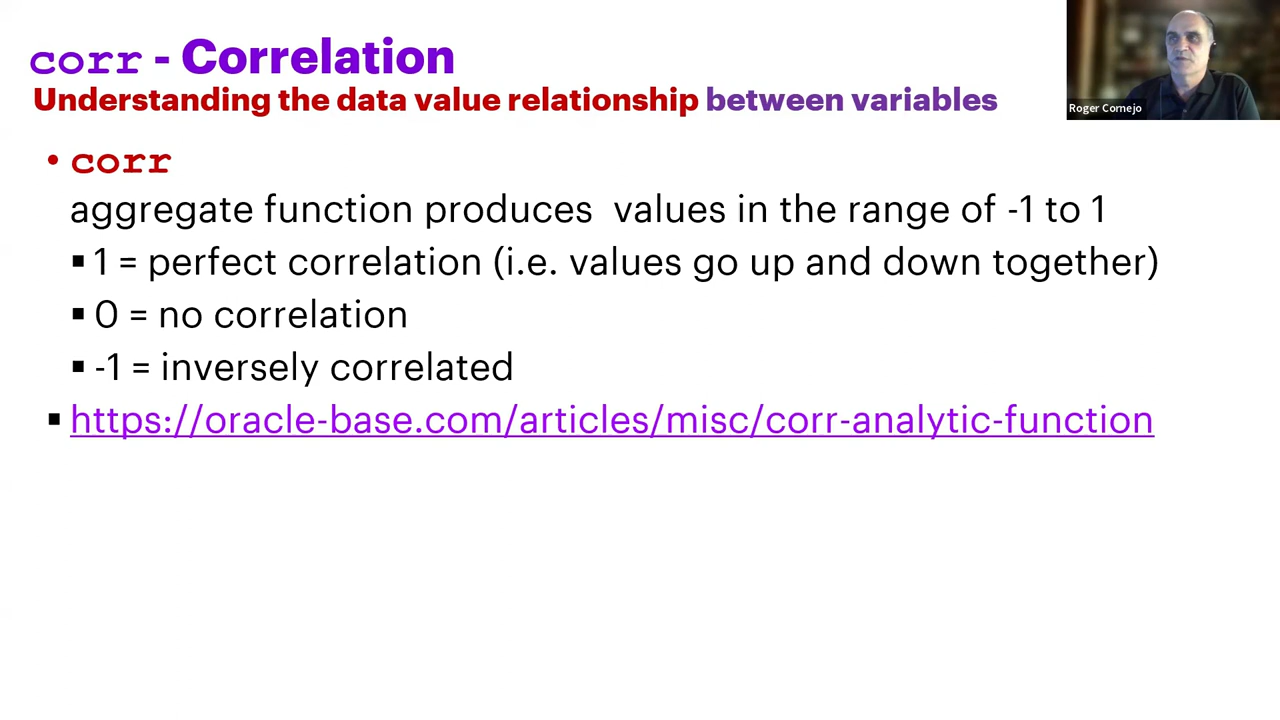 corr - Correlation
Understanding the data value relationship between variables
Roger Cornejo
• corr
aggregate function produces  values in the range of -1 to 1
▪ 1 = perfect correlation (i.e. values go up and down together)
▪ 0 = no correlation
▪ -1 = inversely correlated
▪ https://oracle-base.com/articles/misc/corr-analytic-function